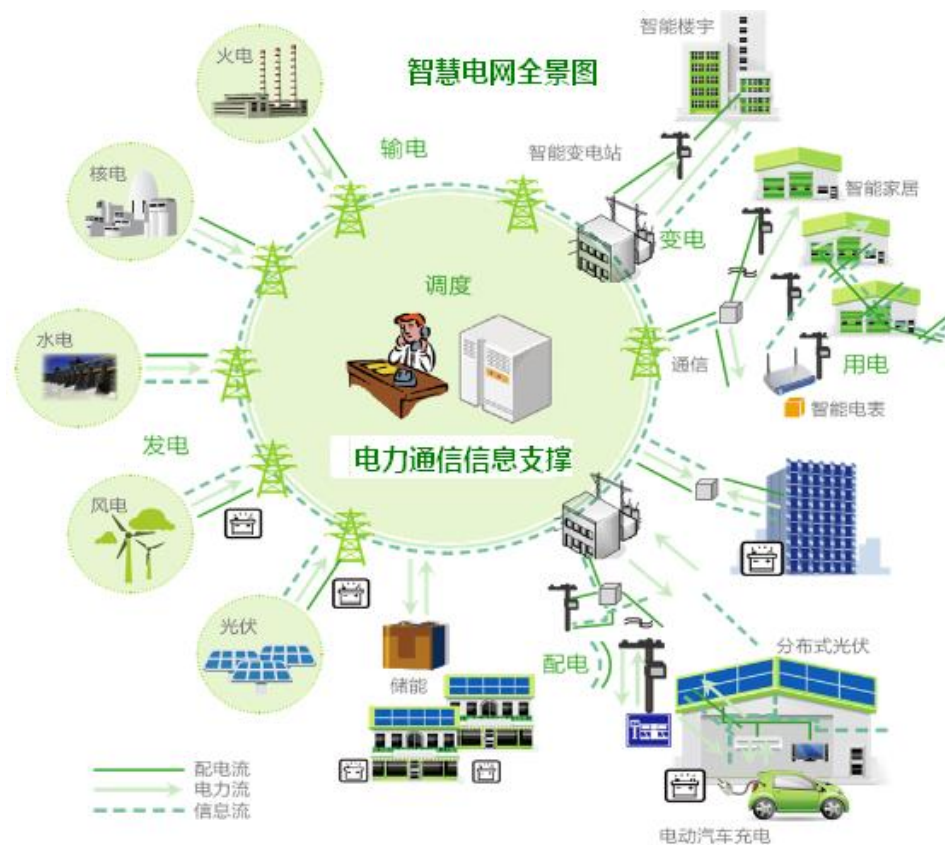 火电
智慧电网全景图
智能楼宇
输电
智能变电站
核电
智能家居
变电
调度
水电
通信
用电
智能电表
发电
电力通信信息支撑
风电
光伏
分布式光伏
配电
储能
配电流
电力流
信息流
电动汽车充电